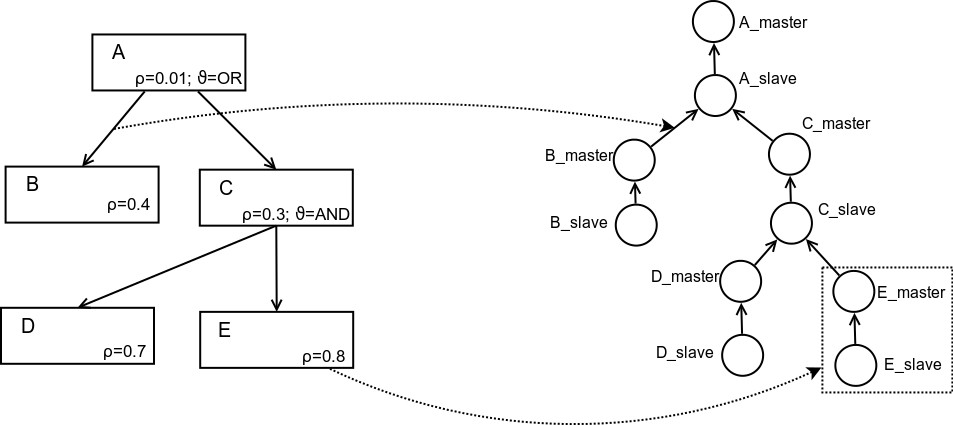 A
ρ=0.01; ϑ=OR
B
ρ=0.4
C
ρ=0.3; ϑ=AND
D
ρ=0.7
E
ρ=0.8
A_master
A_slave
B_master
C_master
B_slave
C_slave
D_master
E_master
D_slave
E_slave